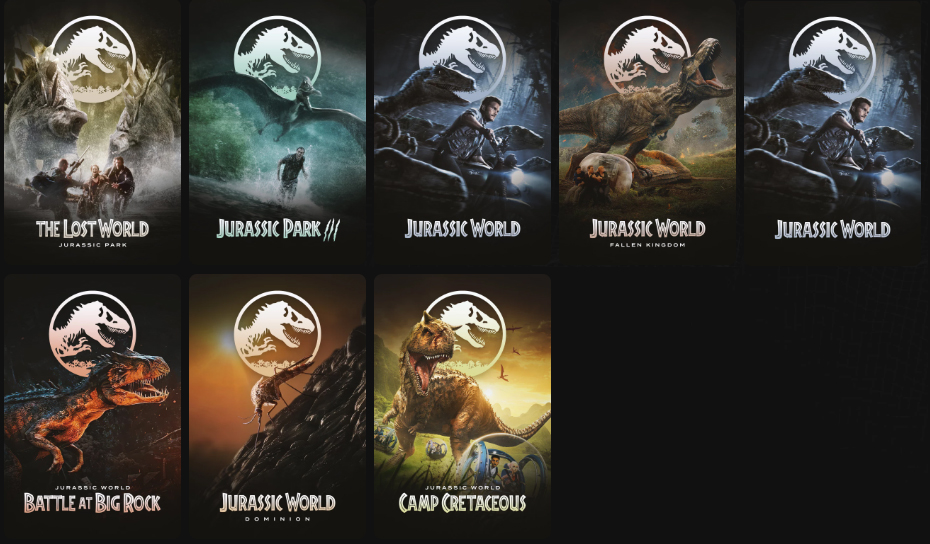 THE LOST WORLD
JURASSIC PARK
JURASSIC PARK III
JURASSIC WORLD
JURASSIC WORLD
FALLEN KINGDOM
JURASSIC WORLD
JURASSIC WORLD
BATTLE AT BIG ROCK
JURASSIC WORLD
DOMINION
JURASSIC WORLD
CAMP CRETACEOUS